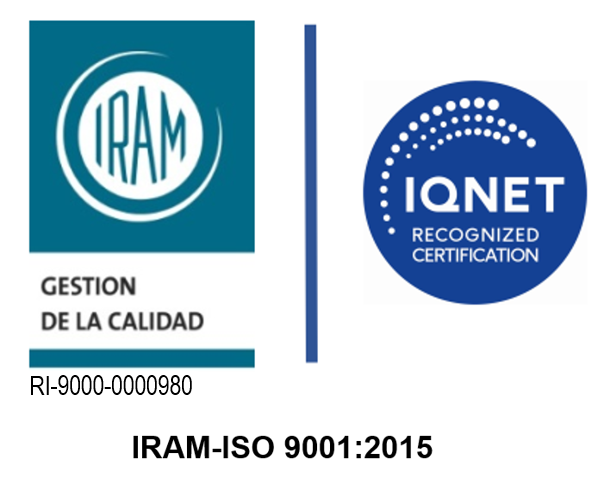 IRAM
GESTION
DE LA CALIDAD
RI-9000-0000980
IQNET
RECOGNIZED
CERTIFICATION
IRAM-ISO 9001:2015